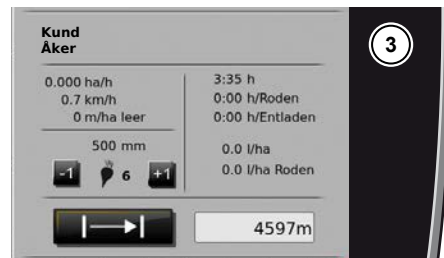 Kund
Åker
0.000 ha/h
0.7 km/h
0 m/ha leer
500 mm
-1
6
+1
3:35 h
0:00 h/Roden
0:00 h/Entladen
0.0 l/ha
0.0 l/ha Roden
4597m
3